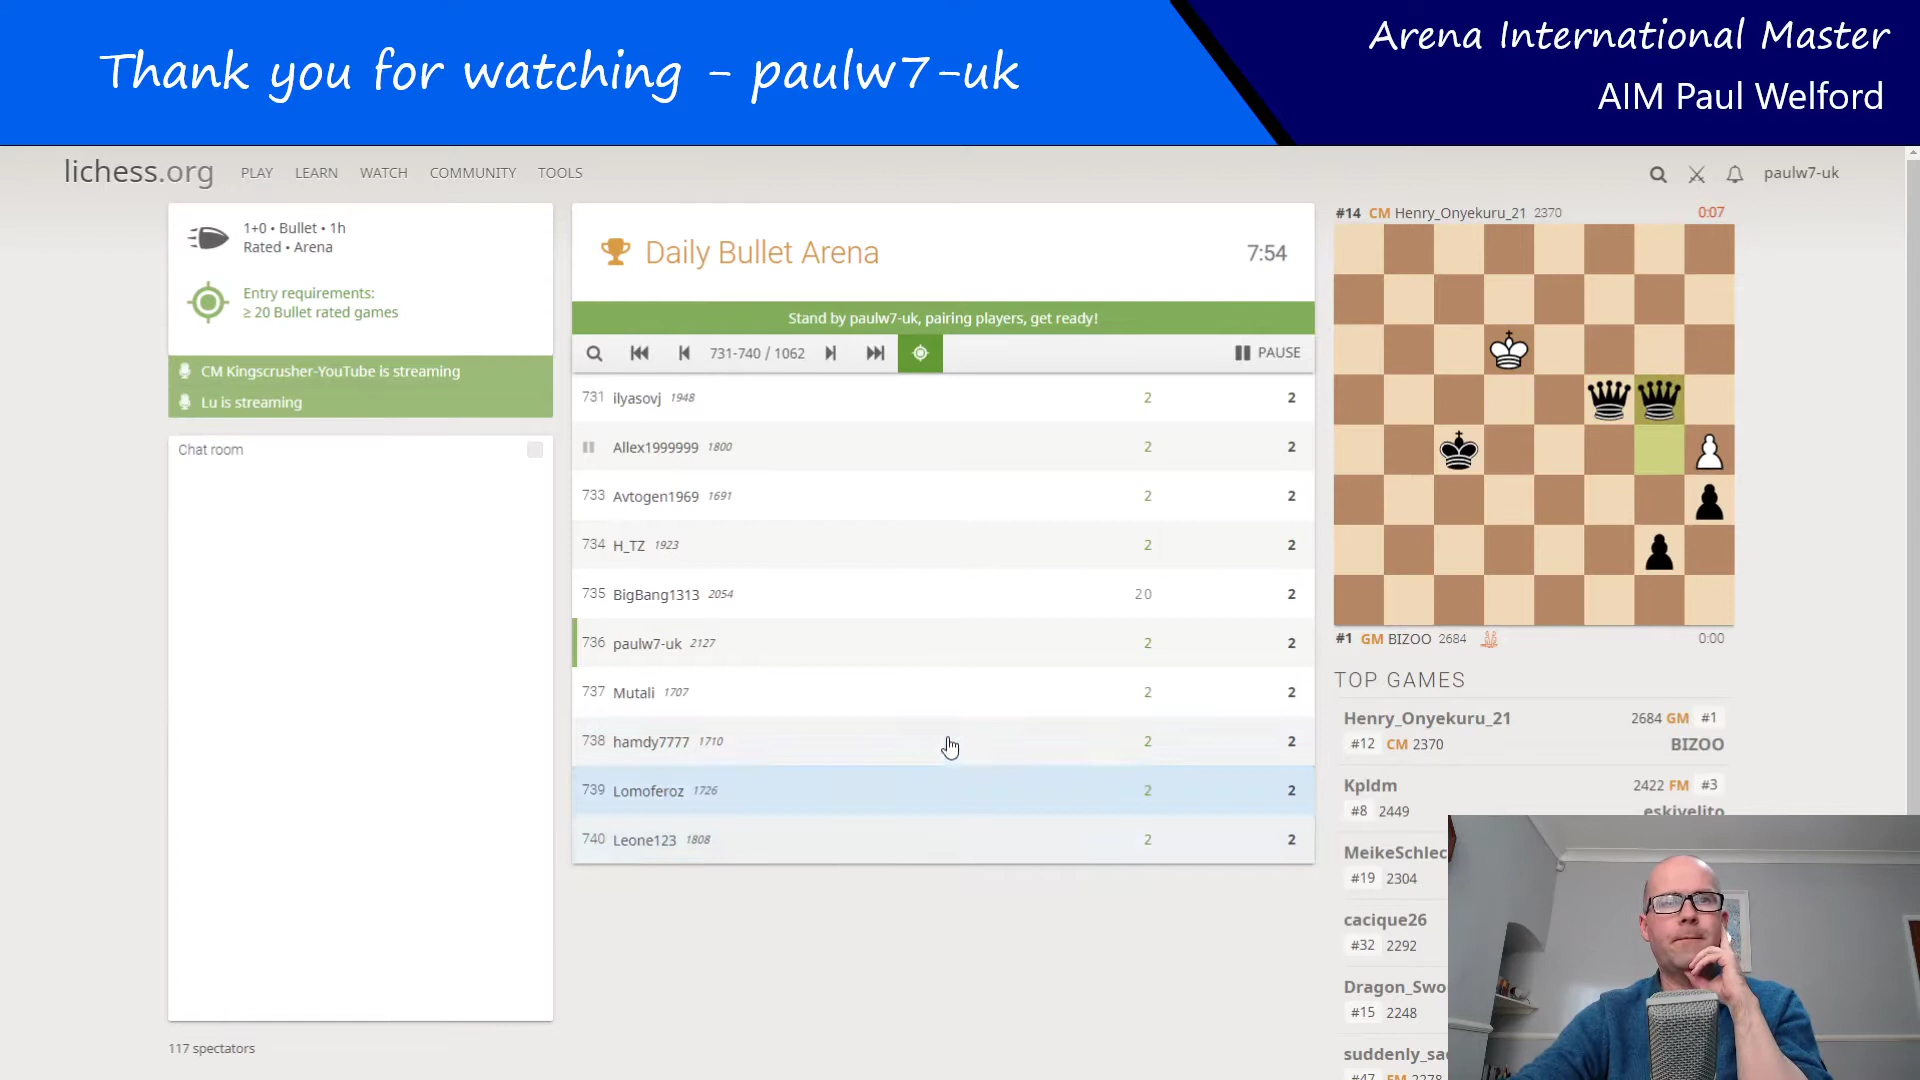 Thank you for watching - paulw7-uk
Arena International Master
AIM Paul Welford
lichess.org PLAY LEARN WATCH COMMUNITY TOOLS
paulw7-uk
1+0 • Bullet • 1h
Rated • Arena
Entry requirements:
≥ 20 Bullet rated games
CM Kingscrusher-YouTube is streaming
Lu is streaming
Chat room
117 spectators
Daily Bullet Arena 7:54
Stand by paulw7-uk, pairing players, get ready!
731-740 / 1062 PAUSE
731 ilyasovj 1948 2 2
Allex1999999 1800 2 2
733 Avtogen1969 1691 2 2
734 H_TZ 1923 2 2
735 BigBang1313 2054 20 2
736 paulw7-uk 2127 2 2
737 Mutali 1707 2 2
738 hamdy7777 1710 2 2
739 Lomoferoz 1726 2 2
740 Leone123 1808 2 2
#14 CM Henry_Onyekuru_21 2370 0:07
#1 GM BIZOO 2684 0:00
TOP GAMES
Henry_Onyekuru_21 2684 GM #1
#12 CM 2370 BIZOO
Kpldm 2422 FM #3
#8 2449 eskivelito
MeikeSchlec
#19 2304
cacique26
#32 2292
Dragon_Swo
#15 2248
suddenly_sa
#47 FM 2278